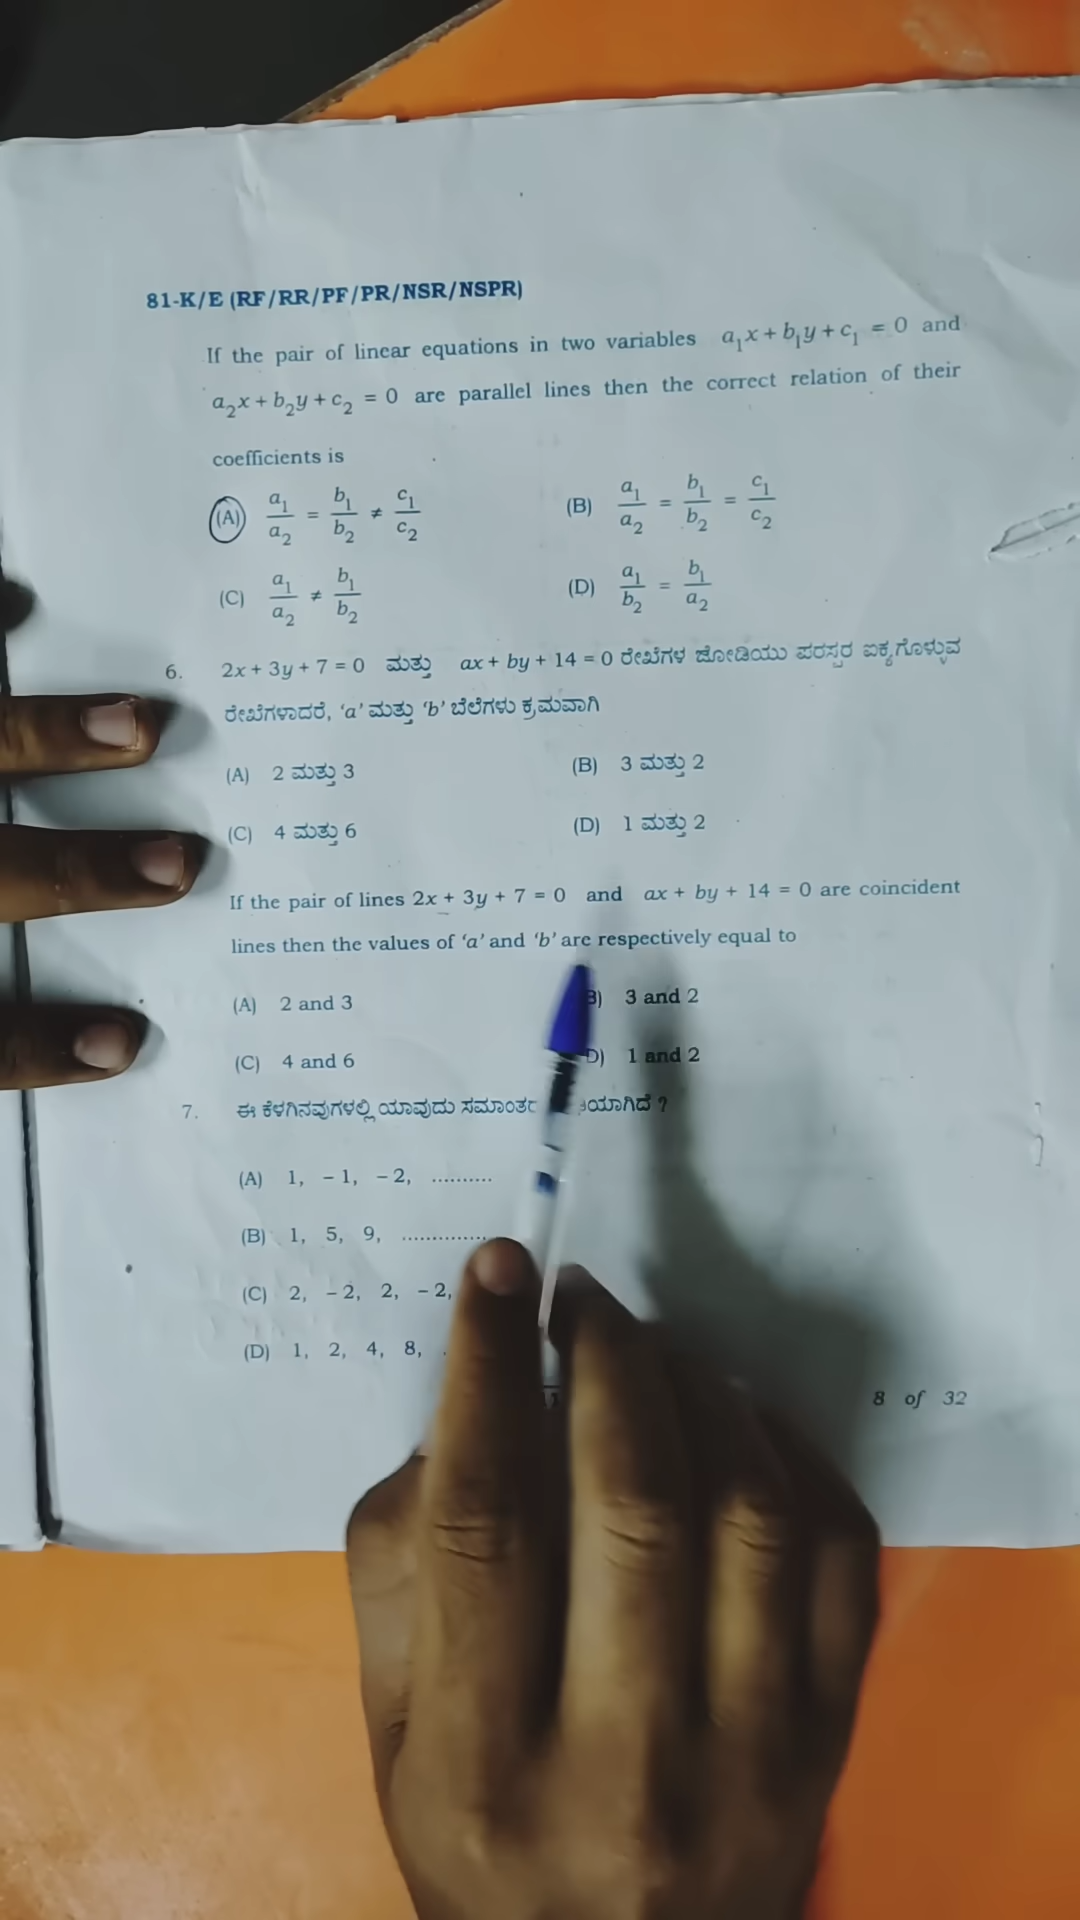 81-K/E (RF/RR/PF/PR/NSR/NSPR)
If the pair of linear equations in two variables a₁x + b₁y + c₁ = 0 and
a₂x + b₂y + c₂ = 0 are parallel lines then the correct relation of their
coefficients is
(A) a₁/a₂ = b₁/b₂ ≠ c₁/c₂ (B) a₁/a₂ = b₁/b₂ = c₁/c₂
(C) a₁/a₂ ≠ b₁/b₂ (D) a₁/b₂ = b₁/a₂
6. 2x + 3y + 7 = 0 ಮತ್ತು ax + by + 14 = 0 ರೇಖೆಗಳ ಜೋಡಿಯು ಪರಸ್ಪರ ಐಕ್ಯಗೊಳ್ಳುವ
ರೇಖೆಗಳಾದರೆ, ‘a’ ಮತ್ತು ‘b’ ಬೆಲೆಗಳು ಕ್ರಮವಾಗಿ
(A) 2 ಮತ್ತು 3 (B) 3 ಮತ್ತು 2
(C) 4 ಮತ್ತು 6 (D) 1 ಮತ್ತು 2
If the pair of lines 2x + 3y + 7 = 0 and ax + by + 14 = 0 are coincident
lines then the values of ‘a’ and ‘b’ are respectively equal to
(A) 2 and 3 B) 3 and 2
(C) 4 and 6 D) 1 and 2
7. ಈ ಕೆಳಗಿನವುಗಳಲ್ಲಿ ಯಾವುದು
(A) 1, – 1, – 2, ..........
(B) 1, 5, 9, ..............
(C) 2, – 2, 2, – 2,
(D) 1, 2, 4, 8, .
8 of 32